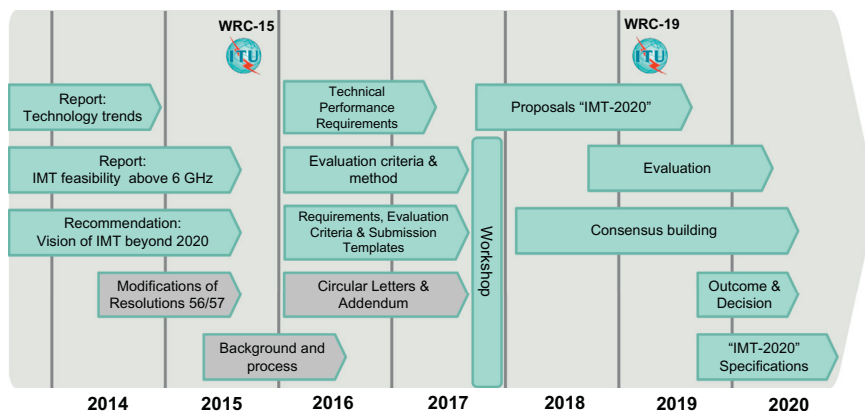 WRC-15
WRC-19
ITU
ITU
Report:
Technology trends
Technical
Performance
Requirements
Proposals “IMT-2020”
Report:
IMT feasibility above 6 GHz
Evaluation criteria &
method
Evaluation
Recommendation:
Vision of IMT beyond 2020
Requirements, Evaluation
Criteria & Submission
Templates
Workshop
Consensus building
Modifications of
Resolutions 56/57
Circular Letters &
Addendum
Outcome &
Decision
Background and
process
“IMT-2020”
Specifications
2014
2015
2016
2017
2018
2019
2020